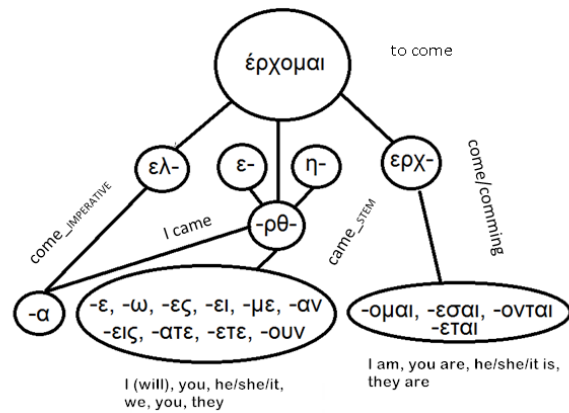 έρχομαι
to come
ελ-
ε-
η-
ερχ-
-ρθ-
come_IMPERATIVE
I came
came_STEM
come/comming
-α
-ε, -ω, -ες, -ει, -με, -αν
-εις, -ατε, -ετε, -ουν
-ομαι, -εσαι, -ονται
-εται
I (will), you, he/she/it,
we, you, they
I am, you are, he/she/it is,
they are